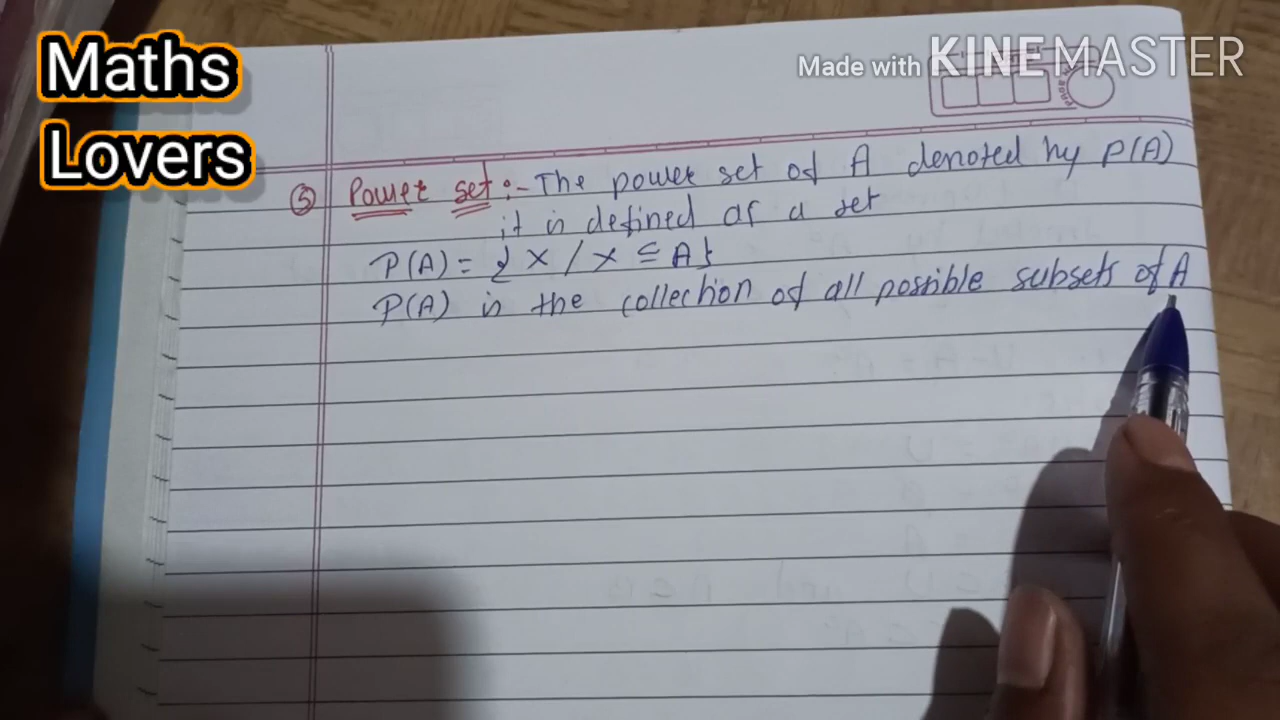 Maths
Lovers
Made with KINEMASTER
⑤ Power set :- The power set of A denoted by P(A)
it is defined as a set
P(A) = { X / X ⊆ A }
P(A) is the collection of all possible subsets of A